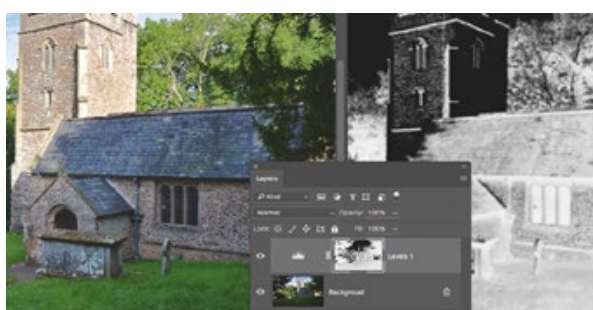 Layers
Kind
Normal Opacity: 100%
Lock: Fill: 100%
Levels 1
Background